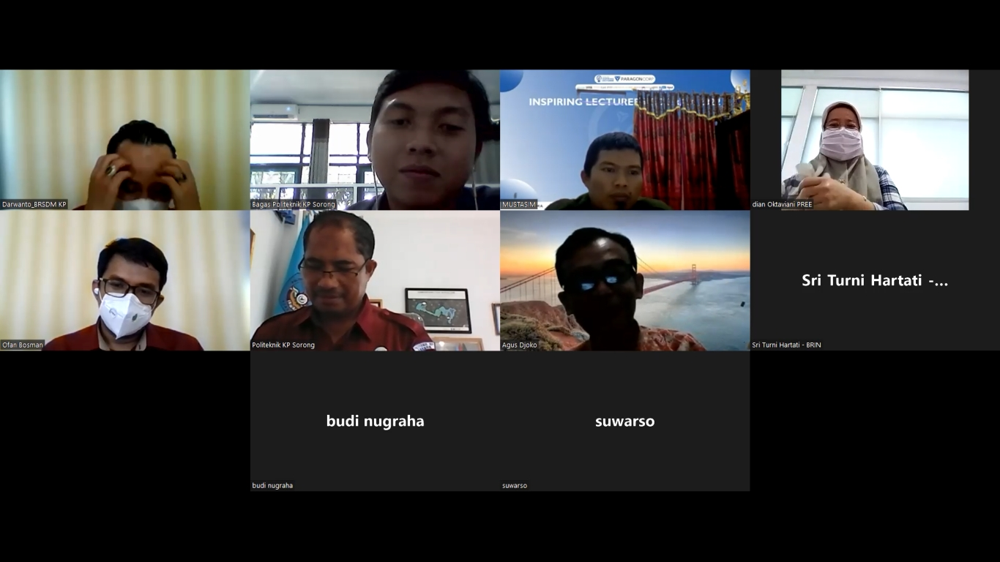 PARAGONCORP
INSPIRING LECTURE
Darwanto_BRSDM KP
Bagas Politeknik KP Sorong
MUSTASIM
dian Oktaviani PREE
Sri Turni Hartati -...
Ofan Bosman
Politeknik KP Sorong
Agus Djoko
Sri Turni Hartati - BRIN
budi nugraha
suwarso
budi nugraha
suwarso